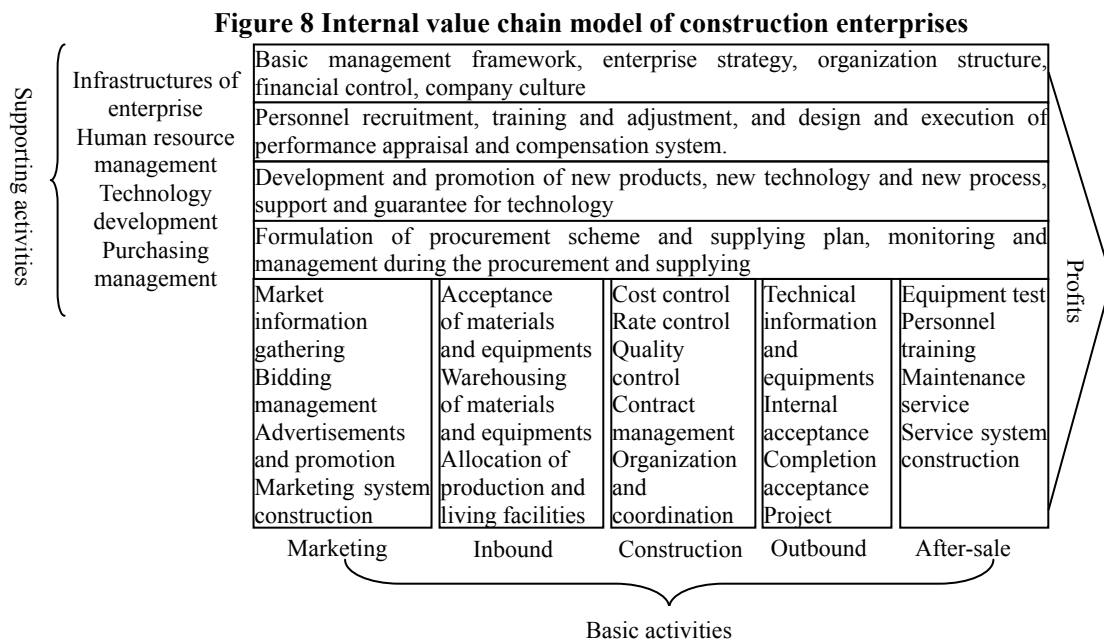 Figure 8 Internal value chain model of construction enterprises
Supporting activities
Infrastructures of
enterprise
Human resource
management
Technology
development
Purchasing
management
Basic management framework, enterprise strategy, organization structure,
financial control, company culture
Personnel recruitment, training and adjustment, and design and execution of
performance appraisal and compensation system.
Development and promotion of new products, new technology and new process,
support and guarantee for technology
Formulation of procurement scheme and supplying plan, monitoring and
management during the procurement and supplying
Market
information
gathering
Bidding
management
Advertisements
and promotion
Marketing system
construction
Acceptance
of materials
and equipments
Warehousing
of materials
and equipments
Allocation of
production and
living facilities
Cost control
Rate control
Quality
control
Contract
management
Organization
and
coordination
Technical
information
and
equipments
Internal
acceptance
Completion
acceptance
Project
Equipment test
Personnel
training
Maintenance
service
Service system
construction
Profits
Marketing
Inbound
Construction
Outbound
After-sale
Basic activities